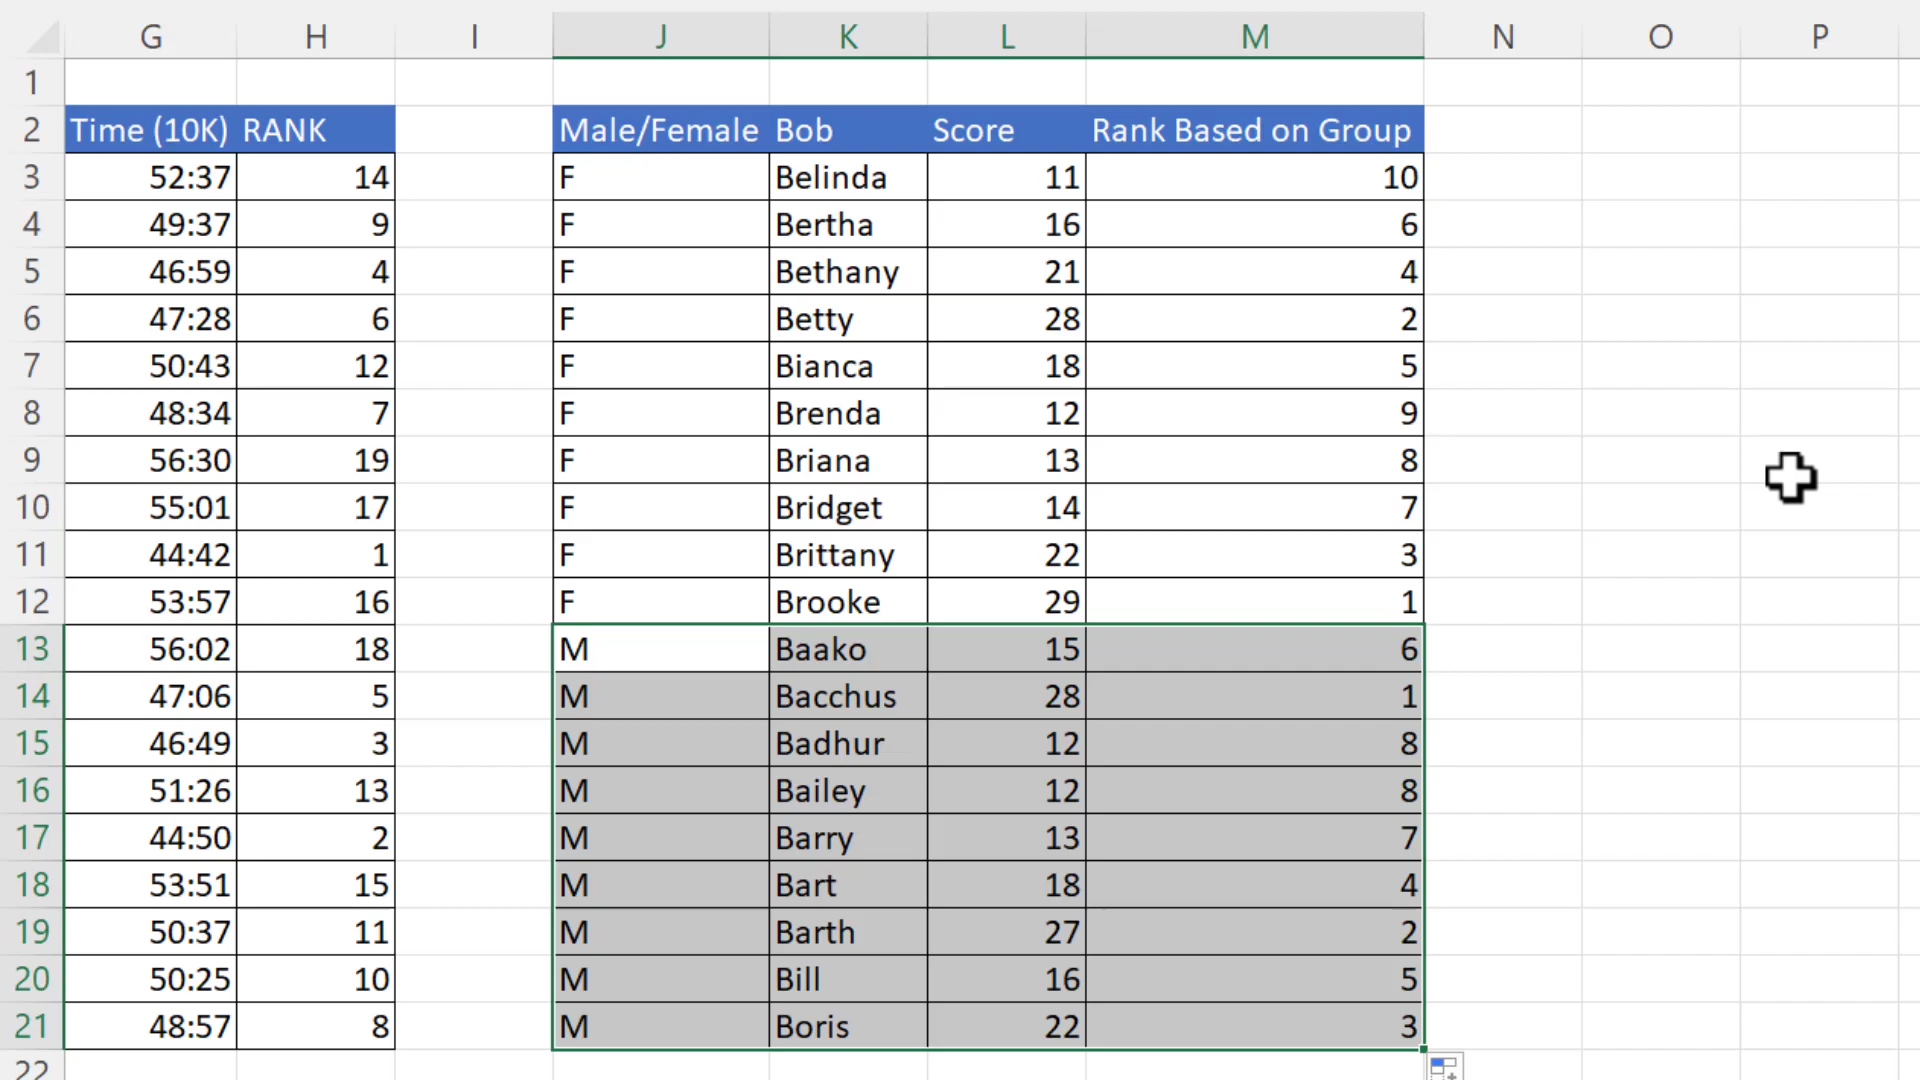 G H I J K L M N O P
1
2 Time (10K) RANK Male/Female Bob Score Rank Based on Group
3 52:37 14 F Belinda 11 10
4 49:37 9 F Bertha 16 6
5 46:59 4 F Bethany 21 4
6 47:28 6 F Betty 28 2
7 50:43 12 F Bianca 18 5
8 48:34 7 F Brenda 12 9
9 56:30 19 F Briana 13 8
10 55:01 17 F Bridget 14 7
11 44:42 1 F Brittany 22 3
12 53:57 16 F Brooke 29 1
13 56:02 18 M Baako 15 6
14 47:06 5 M Bacchus 28 1
15 46:49 3 M Badhur 12 8
16 51:26 13 M Bailey 12 8
17 44:50 2 M Barry 13 7
18 53:51 15 M Bart 18 4
19 50:37 11 M Barth 27 2
20 50:25 10 M Bill 16 5
21 48:57 8 M Boris 22 3
22